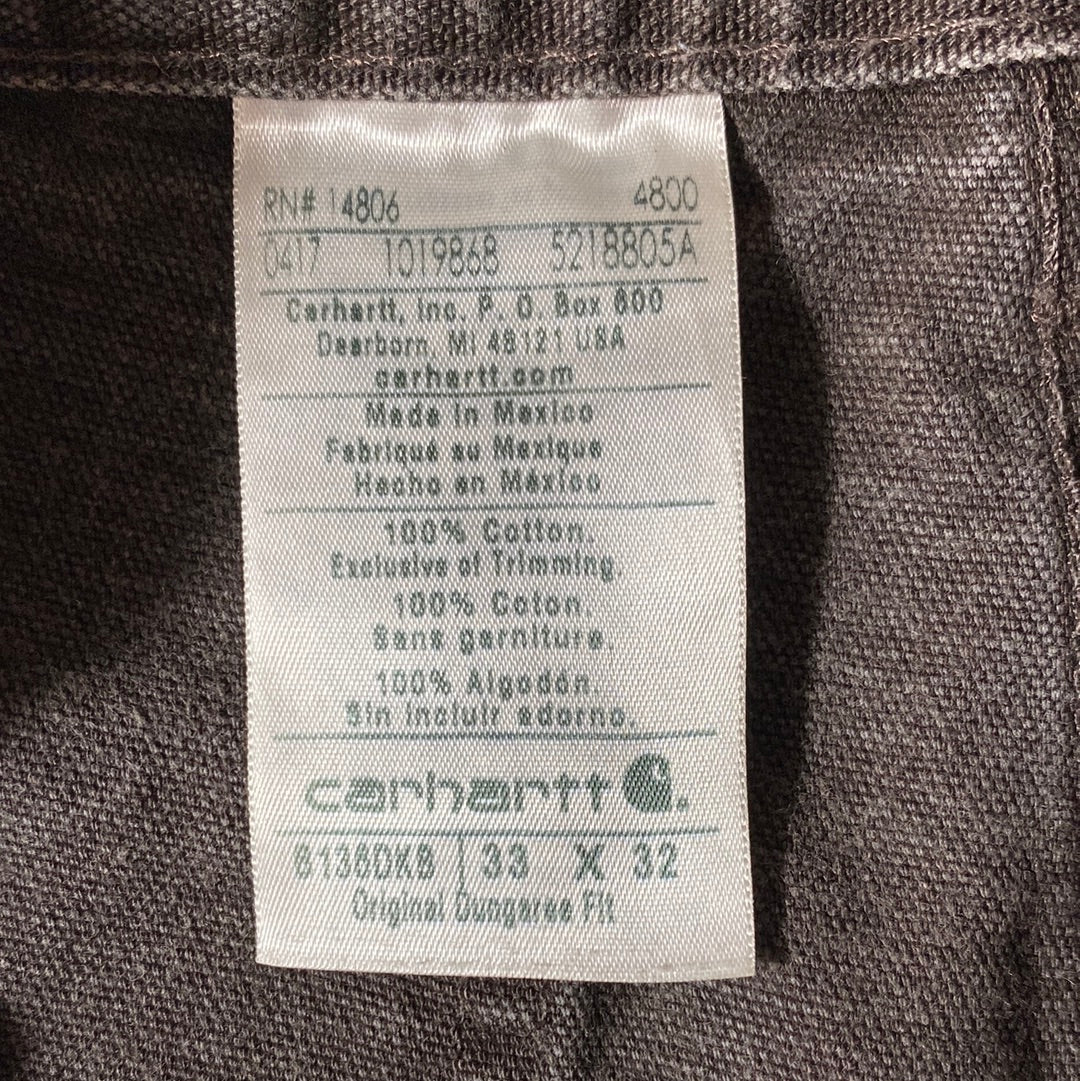 RN# 14806 4800
0417 1019868 5218805A
Carhartt, Inc. P. O. Box 600
Dearborn, MI 48121 USA
carhartt.com
Made in Mexico
Fabriqué au Mexique
Hecho en México
100% Cotton.
Exclusive of Trimming.
100% Coton.
Sans garniture.
100% Algodón.
Sin incluir adorno.
carhartt.
B136DKB | 33 X 32
Original Dungaree Fit